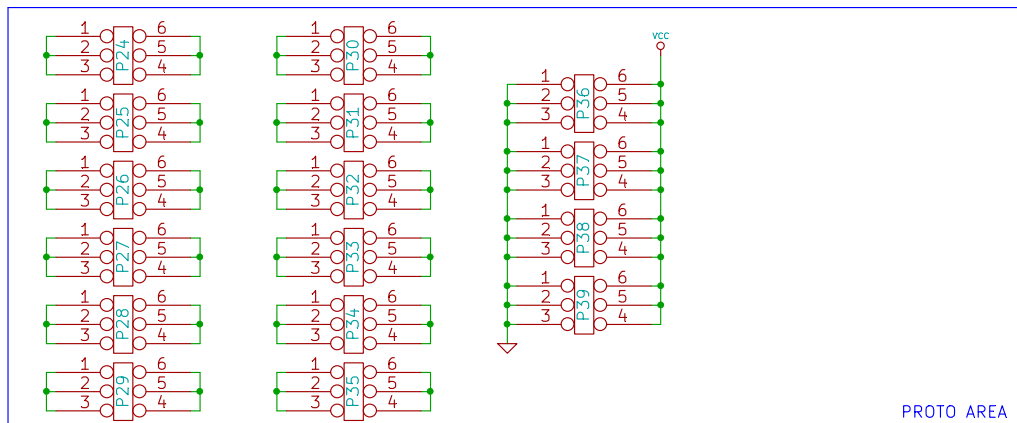 1 P24 6
2 5
3 4
1 P25 6
2 5
3 4
1 P26 6
2 5
3 4
1 P27 6
2 5
3 4
1 P28 6
2 5
3 4
1 P29 6
2 5
3 4
1 P30 6
2 5
3 4
1 P31 6
2 5
3 4
1 P32 6
2 5
3 4
1 P33 6
2 5
3 4
1 P34 6
2 5
3 4
1 P35 6
2 5
3 4
VCC
1 P36 6
2 5
3 4
1 P37 6
2 5
3 4
1 P38 6
2 5
3 4
1 P39 6
2 5
3 4
PROTO AREA